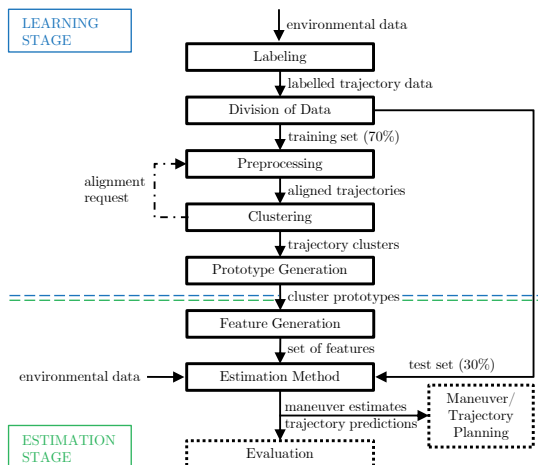 LEARNING
STAGE
environmental data
Labeling
labelled trajectory data
Division of Data
training set (70%)
Preprocessing
alignment
request
aligned trajectories
Clustering
trajectory clusters
Prototype Generation
cluster prototypes
Feature Generation
set of features
test set (30%)
environmental data
Estimation Method
maneuver estimates
trajectory predictions
Maneuver/
Trajectory
Planning
ESTIMATION
STAGE
Evaluation